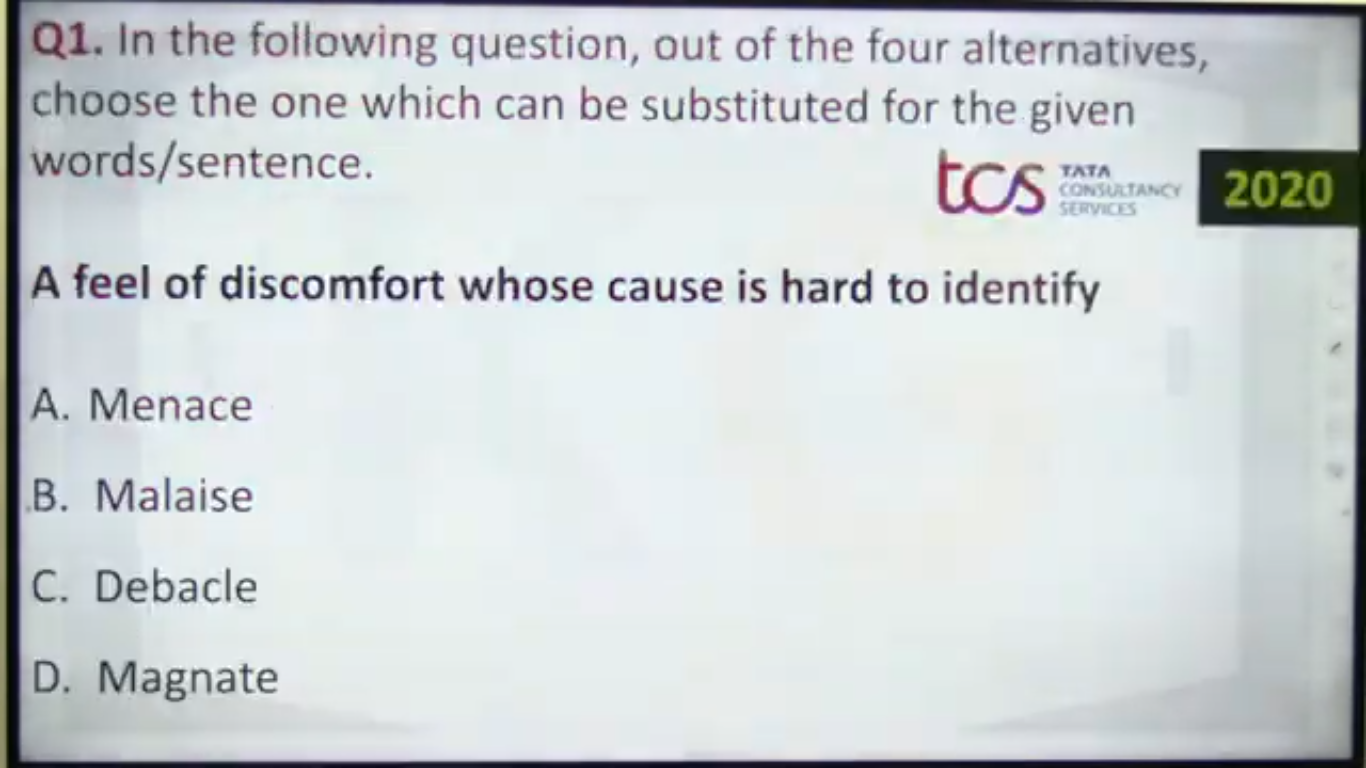 Q1. In the following question, out of the four alternatives,
choose the one which can be substituted for the given
words/sentence.
tcs TATA
CONSULTANCY
SERVICES
2020
A feel of discomfort whose cause is hard to identify
A. Menace
B. Malaise
C. Debacle
D. Magnate